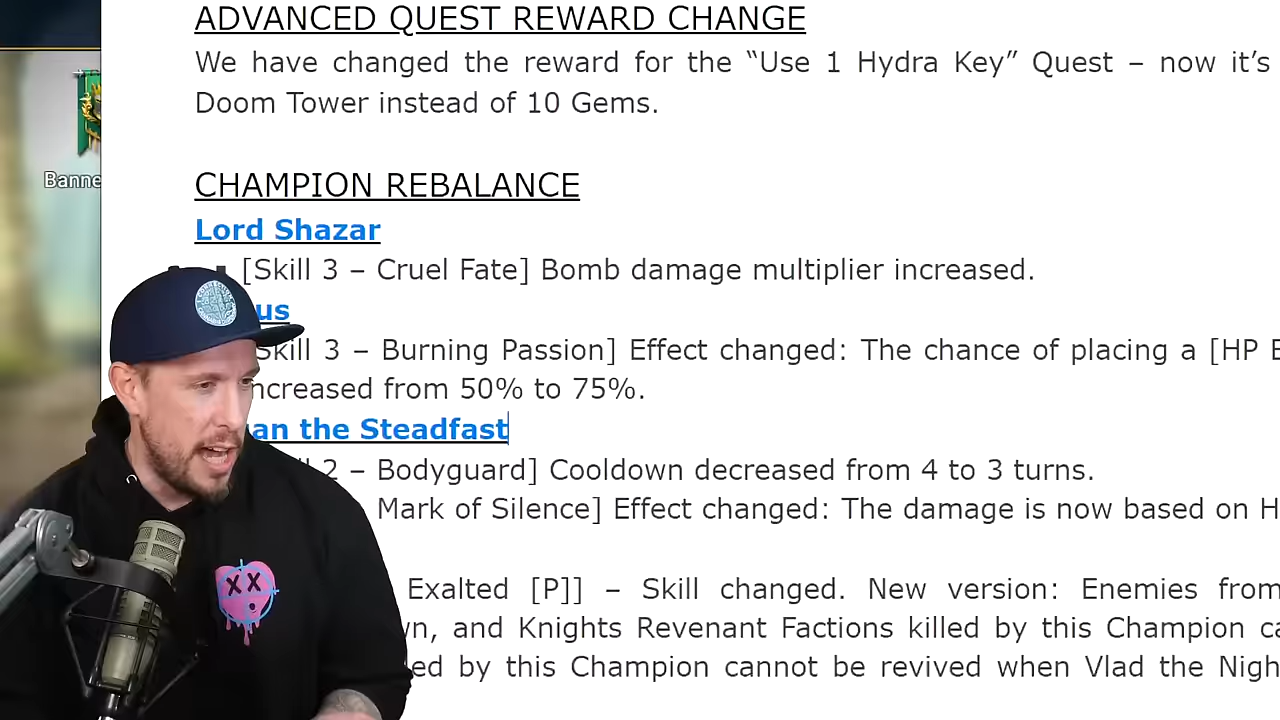 ADVANCED QUEST REWARD CHANGE
We have changed the reward for the “Use 1 Hydra Key” Quest – now it’s
Doom Tower instead of 10 Gems.
Banne
CHAMPION REBALANCE
Lord Shazar
[Skill 3 – Cruel Fate] Bomb damage multiplier increased.
us
Skill 3 – Burning Passion] Effect changed: The chance of placing a [HP
ncreased from 50% to 75%.
an the Steadfast
2 – Bodyguard] Cooldown decreased from 4 to 3 turns.
Mark of Silence] Effect changed: The damage is now based on H
Exalted [P]] – Skill changed. New version: Enemies from
wn, and Knights Revenant Factions killed by this Champion ca
ed by this Champion cannot be revived when Vlad the Nigh